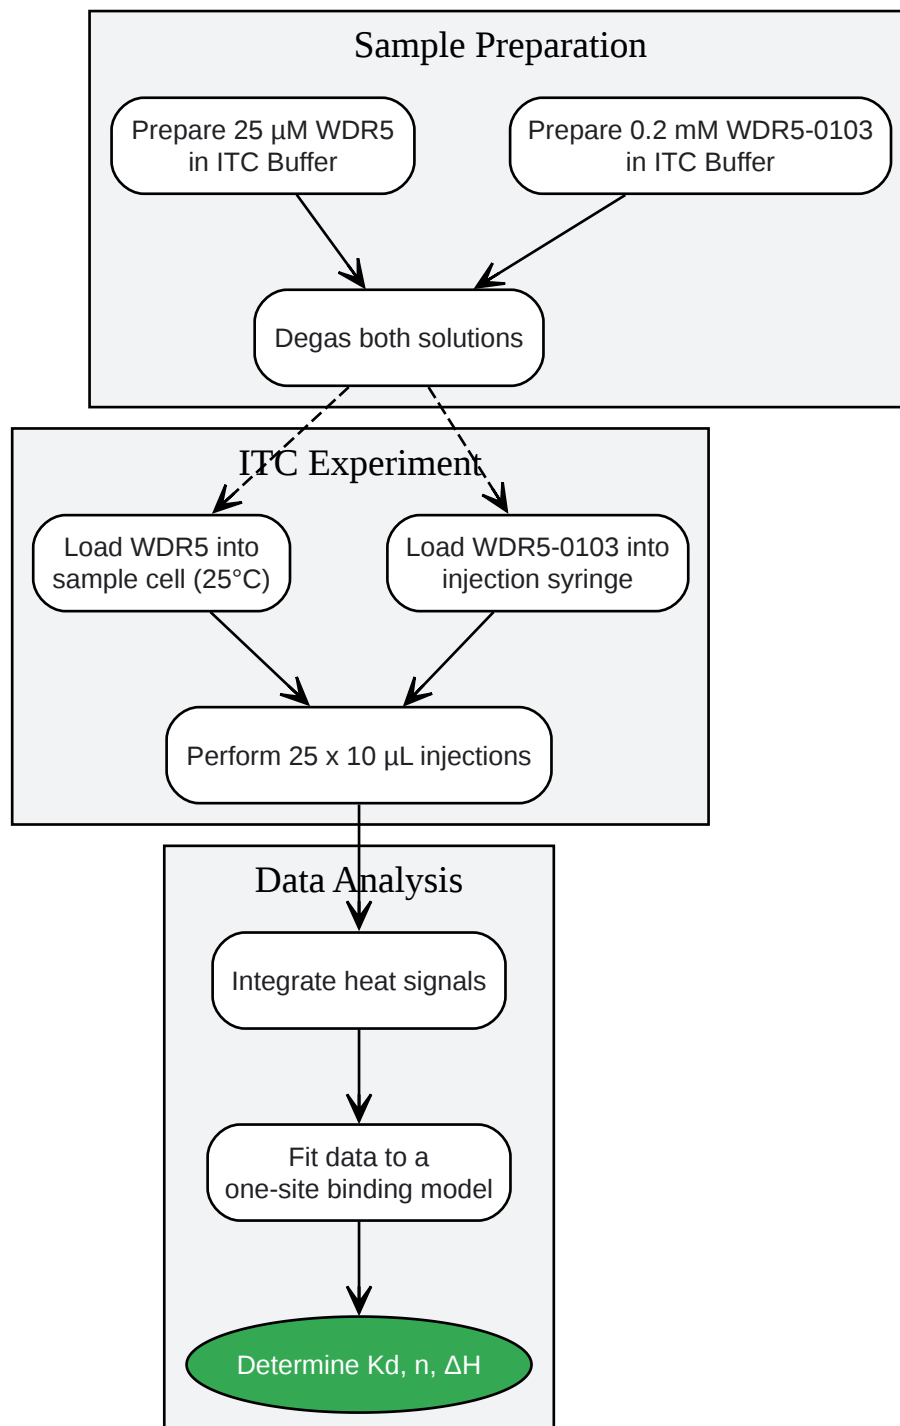 Sample Preparation
Prepare 25 µM WDR5
in ITC Buffer
Prepare 0.2 mM WDR5-0103
in ITC Buffer
Degas both solutions
ITC Experiment
Load WDR5 into
sample cell (25°C)
Load WDR5-0103 into
injection syringe
Perform 25 x 10 µL injections
Data Analysis
Integrate heat signals
Fit data to a
one-site binding model
Determine Kd, n, ΔH